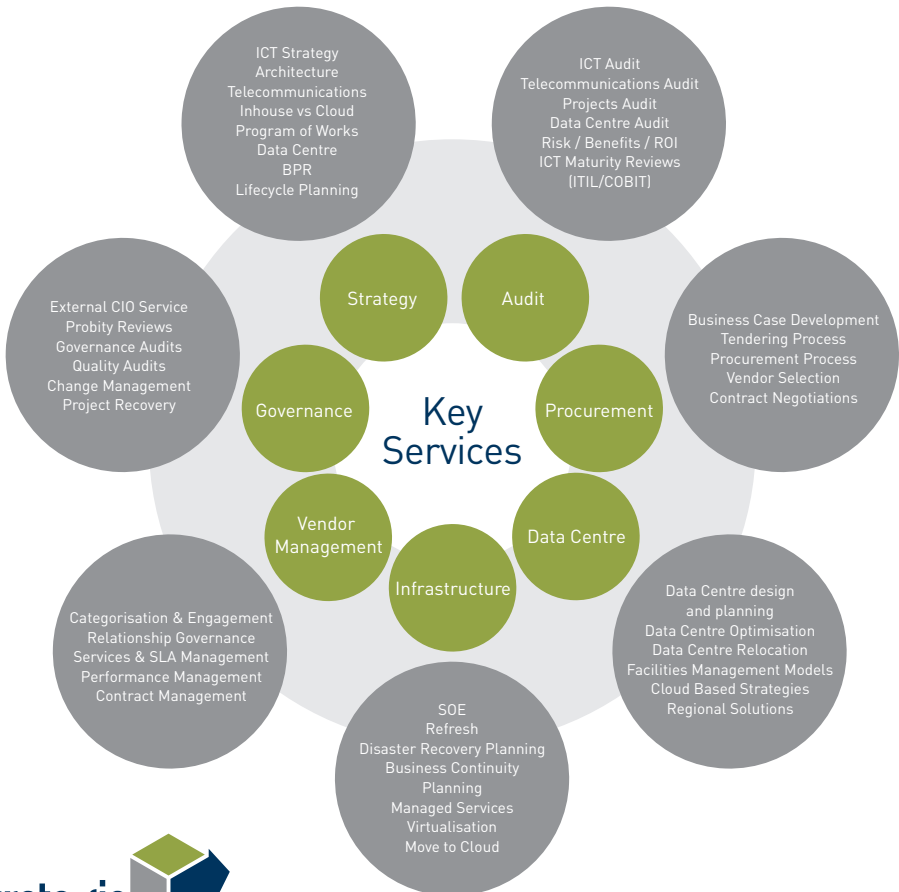 ICT Strategy
Architecture
Telecommunications
Inhouse vs Cloud
Program of Works
Data Centre
BPR
Lifecycle Planning
ICT Audit
Telecommunications Audit
Projects Audit
Data Centre Audit
Risk / Benefits / ROI
ICT Maturity Reviews
(ITIL/COBIT)
Strategy
Audit
External CIO Service
Probity Reviews
Governance Audits
Quality Audits
Change Management
Project Recovery
Business Case Development
Tendering Process
Procurement Process
Vendor Selection
Contract Negotiations
Governance
Key
Services
Procurement
Vendor
Management
Infrastructure
Data Centre
Categorisation & Engagement
Relationship Governance
Services & SLA Management
Performance Management
Contract Management
Data Centre design
and planning
Data Centre Optimisation
Data Centre Relocation
Facilities Management Models
Cloud Based Strategies
Regional Solutions
SOE
Refresh
Disaster Recovery Planning
Business Continuity
Planning
Managed Services
Virtualisation
Move to Cloud